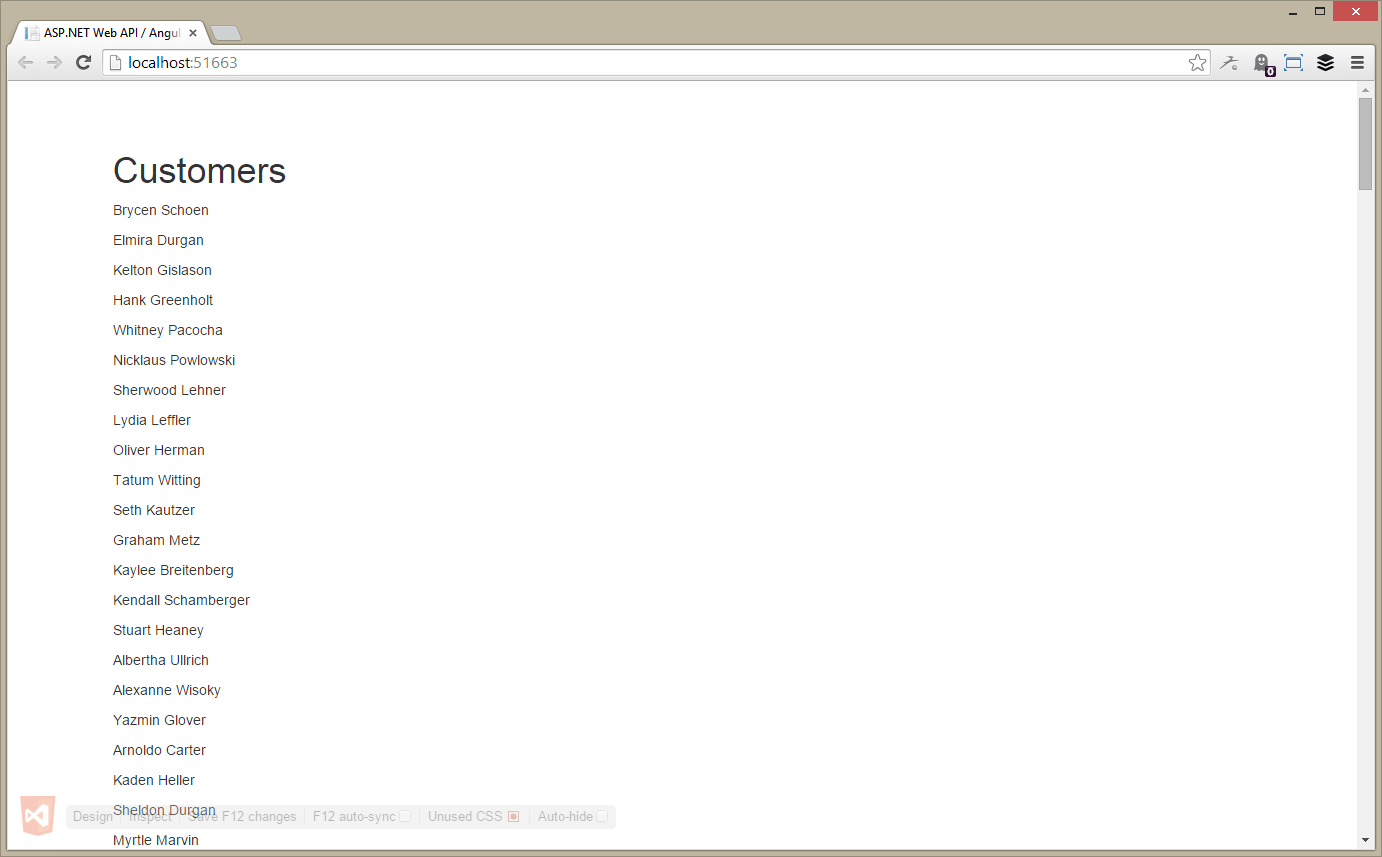 ASP.NET Web API / Angul
localhost:51663
0
Customers
Brycen Schoen
Elmira Durgan
Kelton Gislason
Hank Greenholt
Whitney Pacocha
Nicklaus Powlowski
Sherwood Lehner
Lydia Leffler
Oliver Herman
Tatum Witting
Seth Kautzer
Graham Metz
Kaylee Breitenberg
Kendall Schamberger
Stuart Heaney
Albertha Ullrich
Alexanne Wisoky
Yazmin Glover
Arnoldo Carter
Kaden Heller
Sheldon Durgan
Design Inspect Save F12 changes F12 auto-sync Unused CSS Auto-hide
Myrtle Marvin